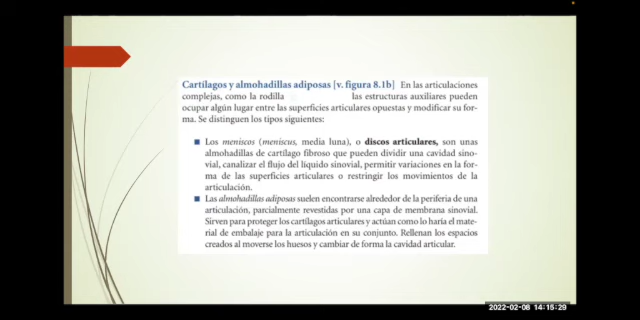 Cartílagos y almohadillas adiposas [v. figura 8.1b] En las articulaciones
complejas, como la rodilla las estructuras auxiliares pueden
ocupar algún lugar entre las superficies articulares opuestas y modificar su for-
ma. Se distinguen los tipos siguientes:
■ Los meniscos (meniscus, media luna), o discos articulares, son unas
almohadillas de cartílago fibroso que pueden dividir una cavidad sino-
vial, canalizar el flujo del líquido sinovial, permitir variaciones en la for-
ma de las superficies articulares o restringir los movimientos de la
articulación.
■ Las almohadillas adiposas suelen encontrarse alrededor de la periferia de una
articulación, parcialmente revestidas por una capa de membrana sinovial.
Sirven para proteger los cartílagos articulares y actúan como lo haría el mate-
rial de embalaje para la articulación en su conjunto. Rellenan los espacios
creados al moverse los huesos y cambiar de forma la cavidad articular.
2022-02-08 14:15:29